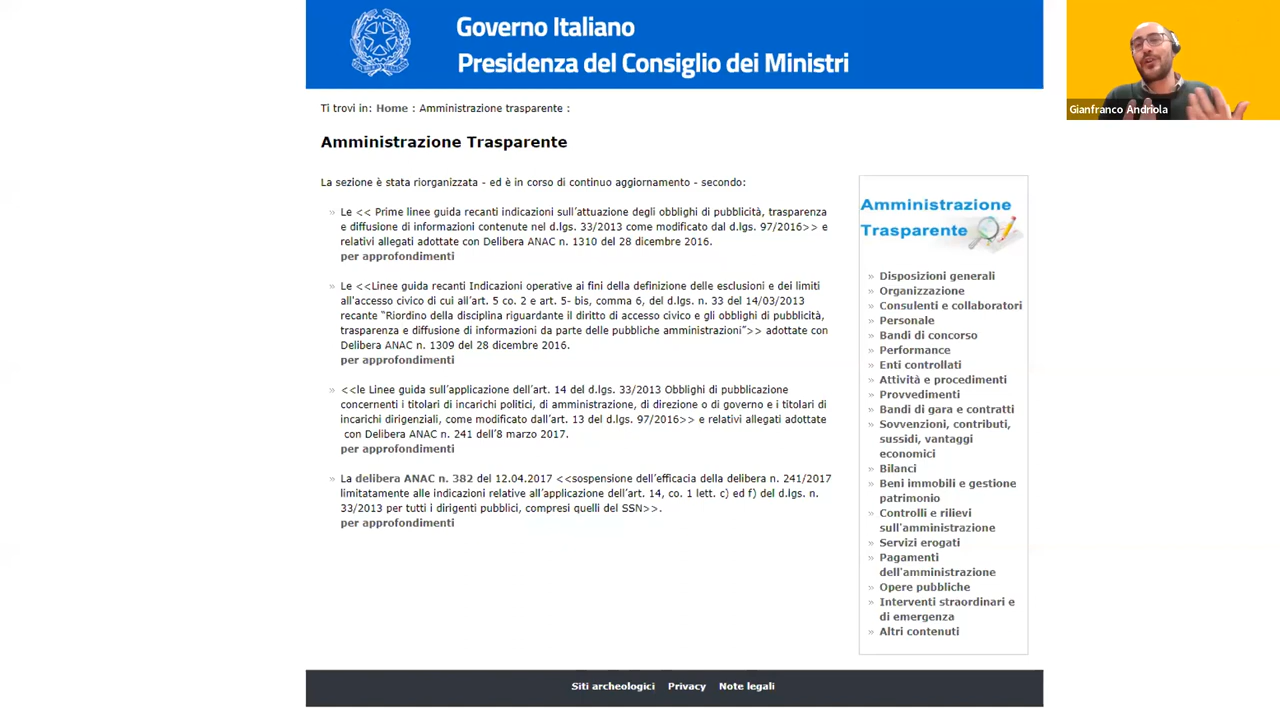 Governo Italiano
Presidenza del Consiglio dei Ministri
Gianfranco Andriola
Ti trovi in: Home : Amministrazione trasparente :
Amministrazione Trasparente
La sezione è stata riorganizzata - ed è in corso di continuo aggiornamento - secondo:
» Le << Prime linee guida recanti indicazioni sull'attuazione degli obblighi di pubblicità, trasparenza
e diffusione di informazioni contenute nel d.lgs. 33/2013 come modificato dal d.lgs. 97/2016>> e
relativi allegati adottate con Delibera ANAC n. 1310 del 28 dicembre 2016.
per approfondimenti
» Le <<Linee guida recanti Indicazioni operative ai fini della definizione delle esclusioni e dei limiti
all'accesso civico di cui all'art. 5 co. 2 e art. 5- bis, comma 6, del d.lgs. n. 33 del 14/03/2013
recante "Riordino della disciplina riguardante il diritto di accesso civico e gli obblighi di pubblicità,
trasparenza e diffusione di informazioni da parte delle pubbliche amministrazioni">> adottate con
Delibera ANAC n. 1309 del 28 dicembre 2016.
per approfondimenti
» <<le Linee guida sull'applicazione dell'art. 14 del d.lgs. 33/2013 Obblighi di pubblicazione
concernenti i titolari di incarichi politici, di amministrazione, di direzione o di governo e i titolari di
incarichi dirigenziali, come modificato dall'art. 13 del d.lgs. 97/2016>> e relativi allegati adottate
con Delibera ANAC n. 241 dell'8 marzo 2017.
per approfondimenti
» La delibera ANAC n. 382 del 12.04.2017 <<sospensione dell'efficacia della delibera n. 241/2017
limitatamente alle indicazioni relative all'applicazione dell'art. 14, co. 1 lett. c) ed f) del d.lgs. n.
33/2013 per tutti i dirigenti pubblici, compresi quelli del SSN>>.
per approfondimenti
Amministrazione
Trasparente
» Disposizioni generali
» Organizzazione
» Consulenti e collaboratori
» Personale
» Bandi di concorso
» Performance
» Enti controllati
» Attività e procedimenti
» Provvedimenti
» Bandi di gara e contratti
» Sovvenzioni, contributi,
sussidi, vantaggi
economici
» Bilanci
» Beni immobili e gestione
patrimonio
» Controlli e rilievi
sull'amministrazione
» Servizi erogati
» Pagamenti
dell'amministrazione
» Opere pubbliche
» Interventi straordinari e
di emergenza
» Altri contenuti
Siti archeologici Privacy Note legali